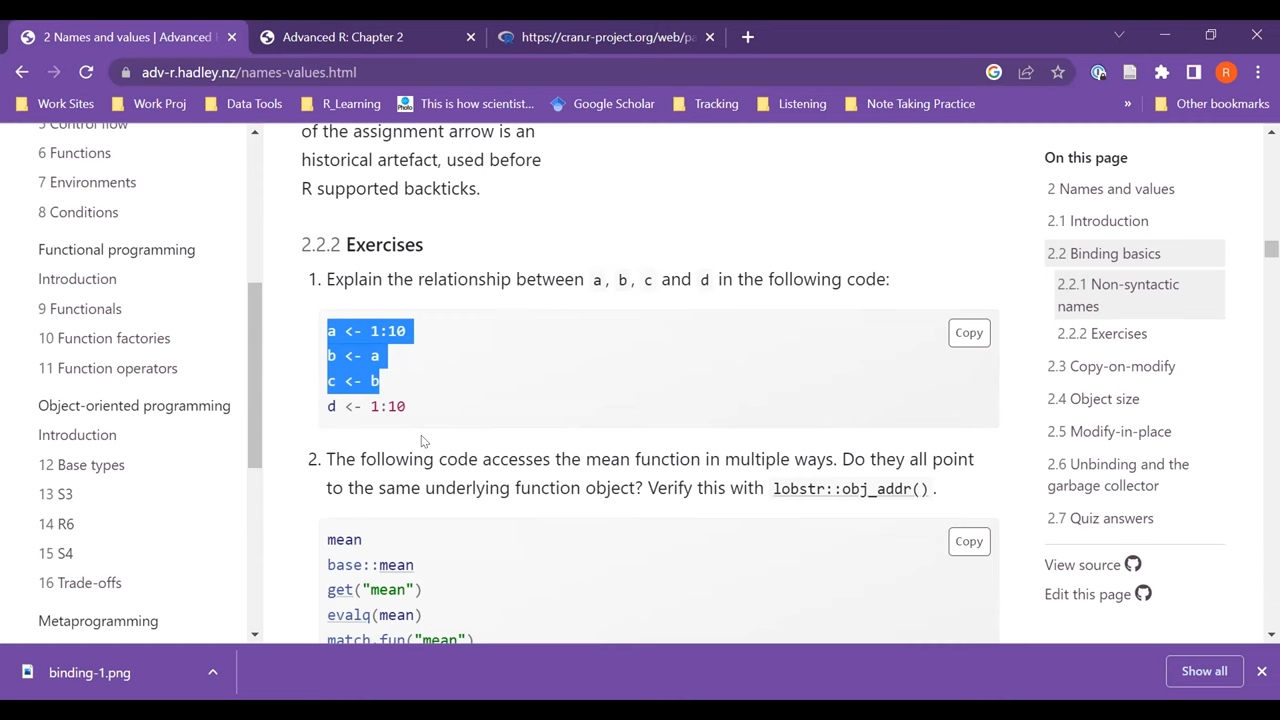 2 Names and values | Advanced
Advanced R: Chapter 2
https://cran.r-project.org/web/pa
adv-r.hadley.nz/names-values.html
R
Work Sites
Work Proj
Data Tools
R_Learning
Photo
This is how scientist...
Google Scholar
Tracking
Listening
Note Taking Practice
»
Other bookmarks
5 Control flow
6 Functions
7 Environments
8 Conditions
Functional programming
Introduction
9 Functionals
10 Function factories
11 Function operators
Object-oriented programming
Introduction
12 Base types
13 S3
14 R6
15 S4
16 Trade-offs
Metaprogramming
of the assignment arrow is an
historical artefact, used before
R supported backticks.
2.2.2 Exercises
1. Explain the relationship between a, b, c and d in the following code:
a <- 1:10
b <- a
c <- b
d <- 1:10
Copy
2. The following code accesses the mean function in multiple ways. Do they all point
to the same underlying function object? Verify this with lobstr::obj_addr().
mean
base::mean
get("mean")
evalq(mean)
match.fun("mean")
Copy
On this page
2 Names and values
2.1 Introduction
2.2 Binding basics
2.2.1 Non-syntactic
names
2.2.2 Exercises
2.3 Copy-on-modify
2.4 Object size
2.5 Modify-in-place
2.6 Unbinding and the
garbage collector
2.7 Quiz answers
View source
Edit this page
binding-1.png
Show all